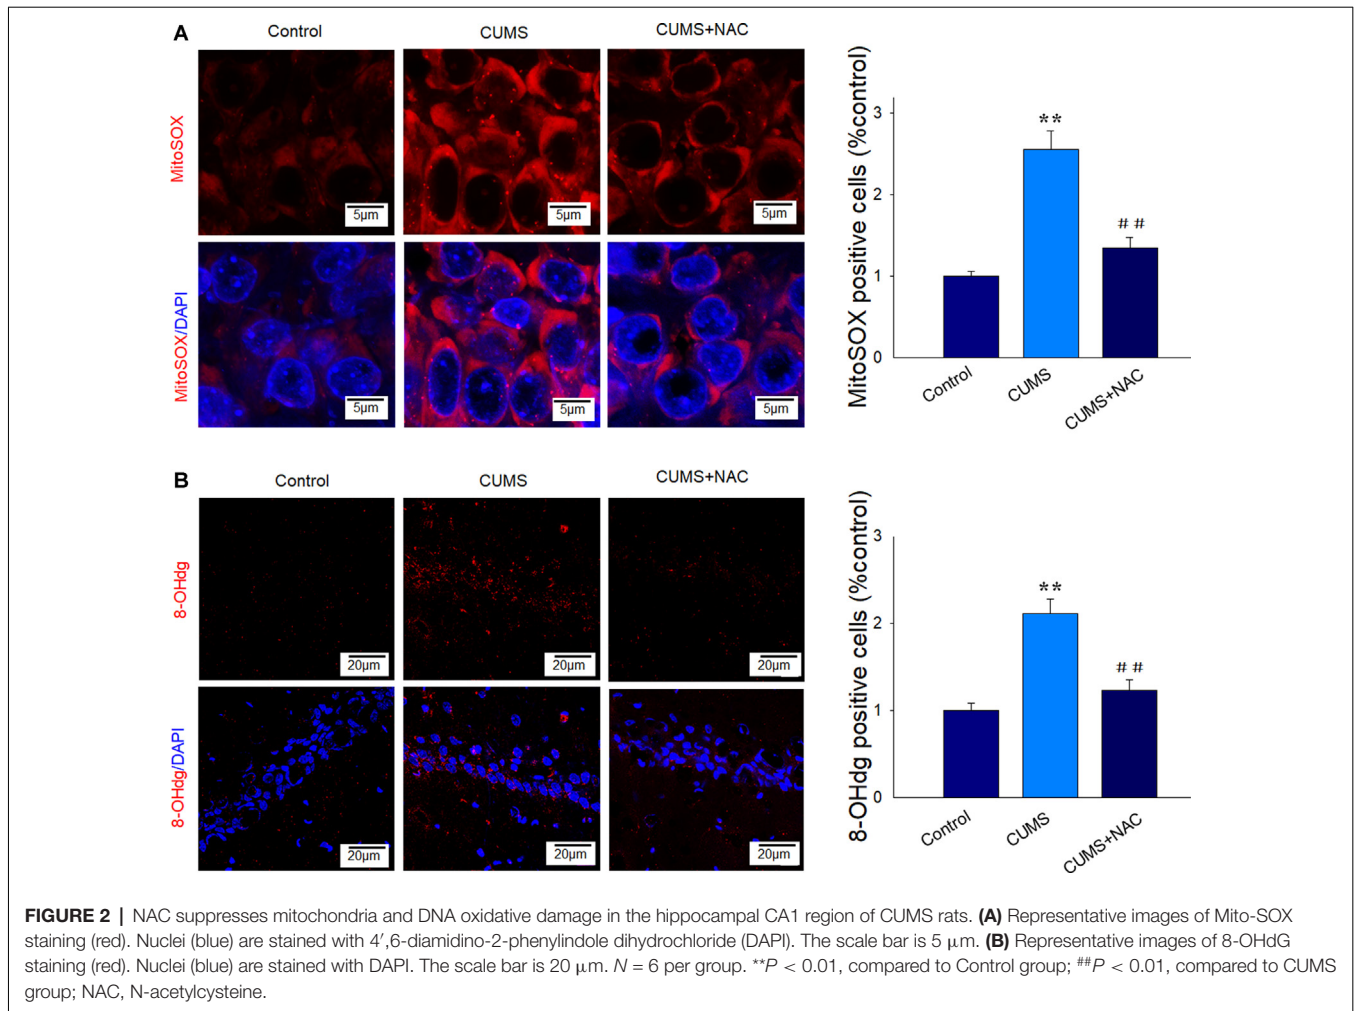 A
Control
CUMS
CUMS+NAC
MitoSOX
5µm
5µm
5µm
MitoSOX/DAPI
5µm
5µm
5µm
MitoSOX positive cells (%control)
3
2
1
0
**
##
Control
CUMS
CUMS+NAC
B
Control
CUMS
CUMS+NAC
8-OHdg
20µm
20µm
20µm
8-OHdg/DAPI
20µm
20µm
20µm
8-OHdg positive cells (%control)
3
2
1
0
**
##
Control
CUMS
CUMS+NAC
FIGURE 2 | NAC suppresses mitochondria and DNA oxidative damage in the hippocampal CA1 region of CUMS rats. (A) Representative images of Mito-SOX
staining (red). Nuclei (blue) are stained with 4′,6-diamidino-2-phenylindole dihydrochloride (DAPI). The scale bar is 5 µm. (B) Representative images of 8-OHdG
staining (red). Nuclei (blue) are stained with DAPI. The scale bar is 20 µm. N = 6 per group. **P < 0.01, compared to Control group; ##P < 0.01, compared to CUMS
group; NAC, N-acetylcysteine.